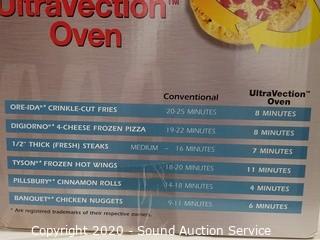 UltraVection™
Oven
Conventional
UltraVection™
Oven
ORE-IDA®* CRINKLE-CUT FRIES 20-25 MINUTES 8 MINUTES
DIGIORNO®* 4-CHEESE FROZEN PIZZA 19-22 MINUTES 8 MINUTES
1/2" THICK (FRESH) STEAKS MEDIUM - 16 MINUTES 7 MINUTES
TYSON®* FROZEN HOT WINGS 18-20 MINUTES 11 MINUTES
PILLSBURY®* CINNAMON ROLLS 14-18 MINUTES 4 MINUTES
BANQUET®* CHICKEN NUGGETS 9-11 MINUTES 6 MINUTES
* Are registered trademarks of their respective owners.
Copyright 2020 - Sound Auction Service